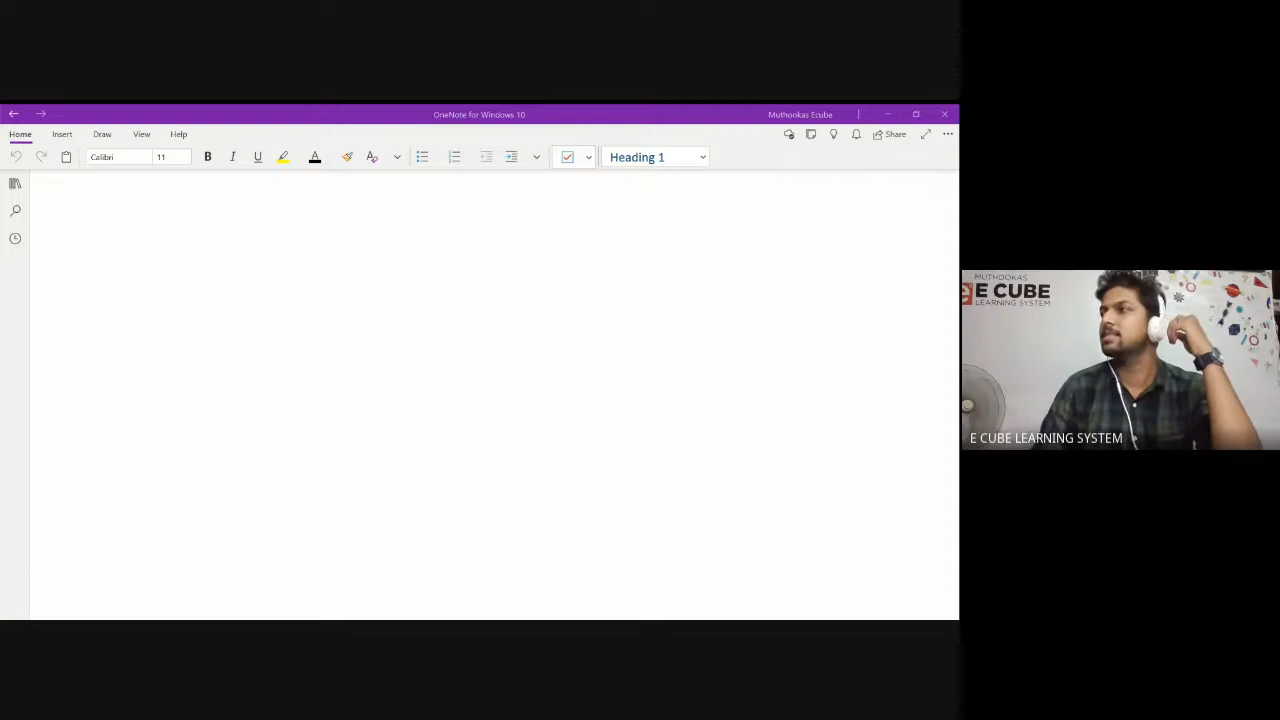 OneNote for Windows 10
Muthookas Ecube
Home Insert Draw View Help
Share
Calibri 11 B I U A A Heading 1
MUTHOOKAS
e E CUBE
LEARNING SYSTEM
E CUBE LEARNING SYSTEM